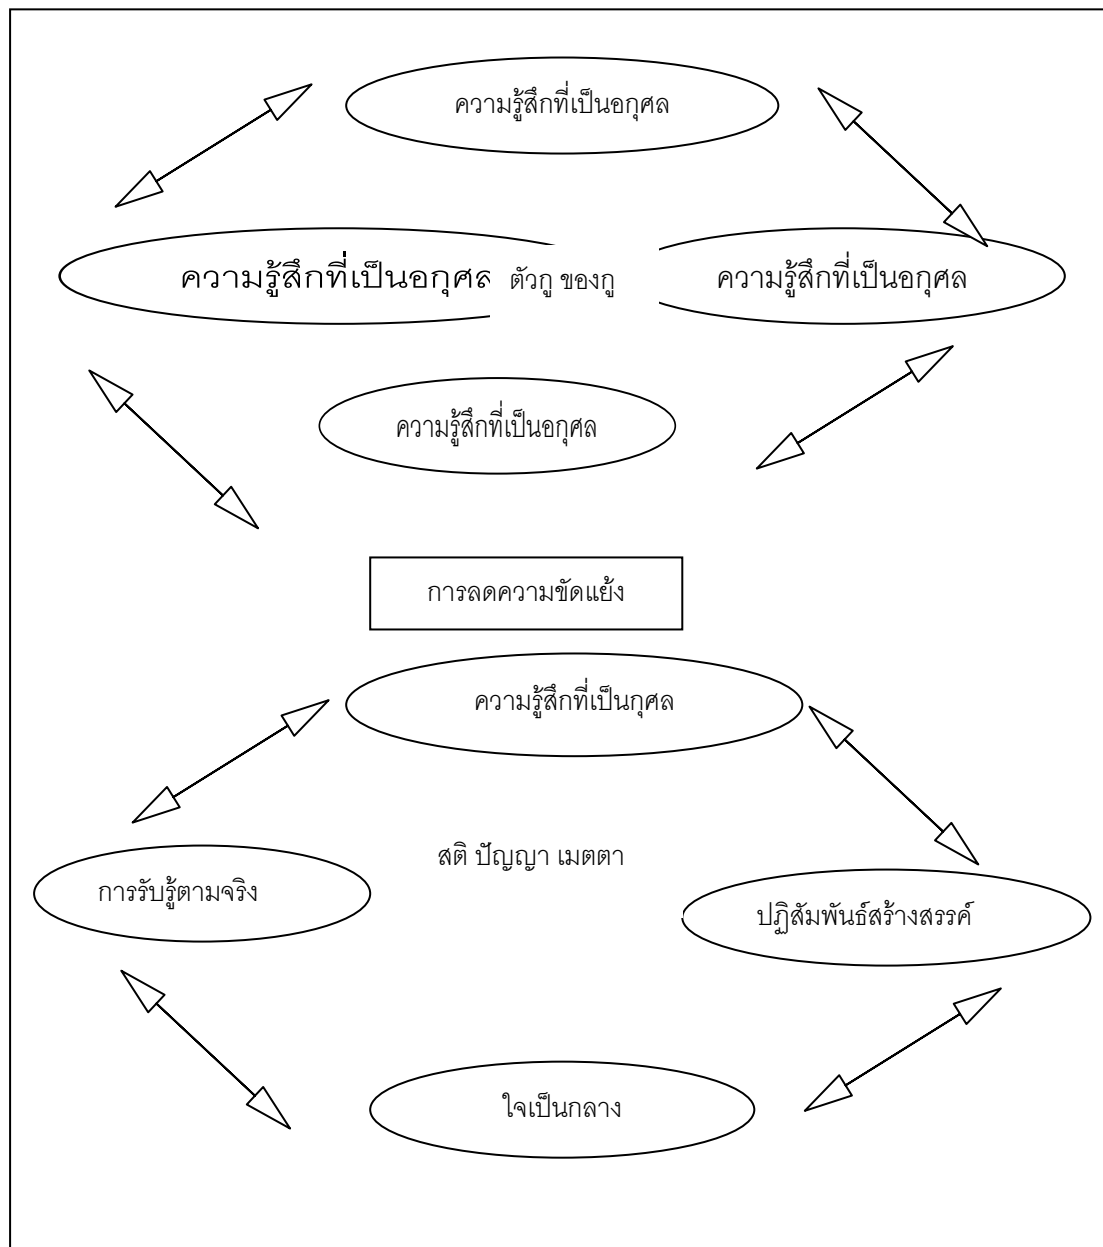 ความรู้สึกที่เป็นอกุศล
ความรู้สึกที่เป็นอกุศล ตัวกู ของกู ความรู้สึกที่เป็นอกุศล
ความรู้สึกที่เป็นอกุศล
การลดความขัดแย้ง
ความรู้สึกที่เป็นกุศล
สติ ปัญญา เมตตา
การรับรู้ตามจริง
ปฏิสัมพันธ์สร้างสรรค์
ใจเป็นกลาง